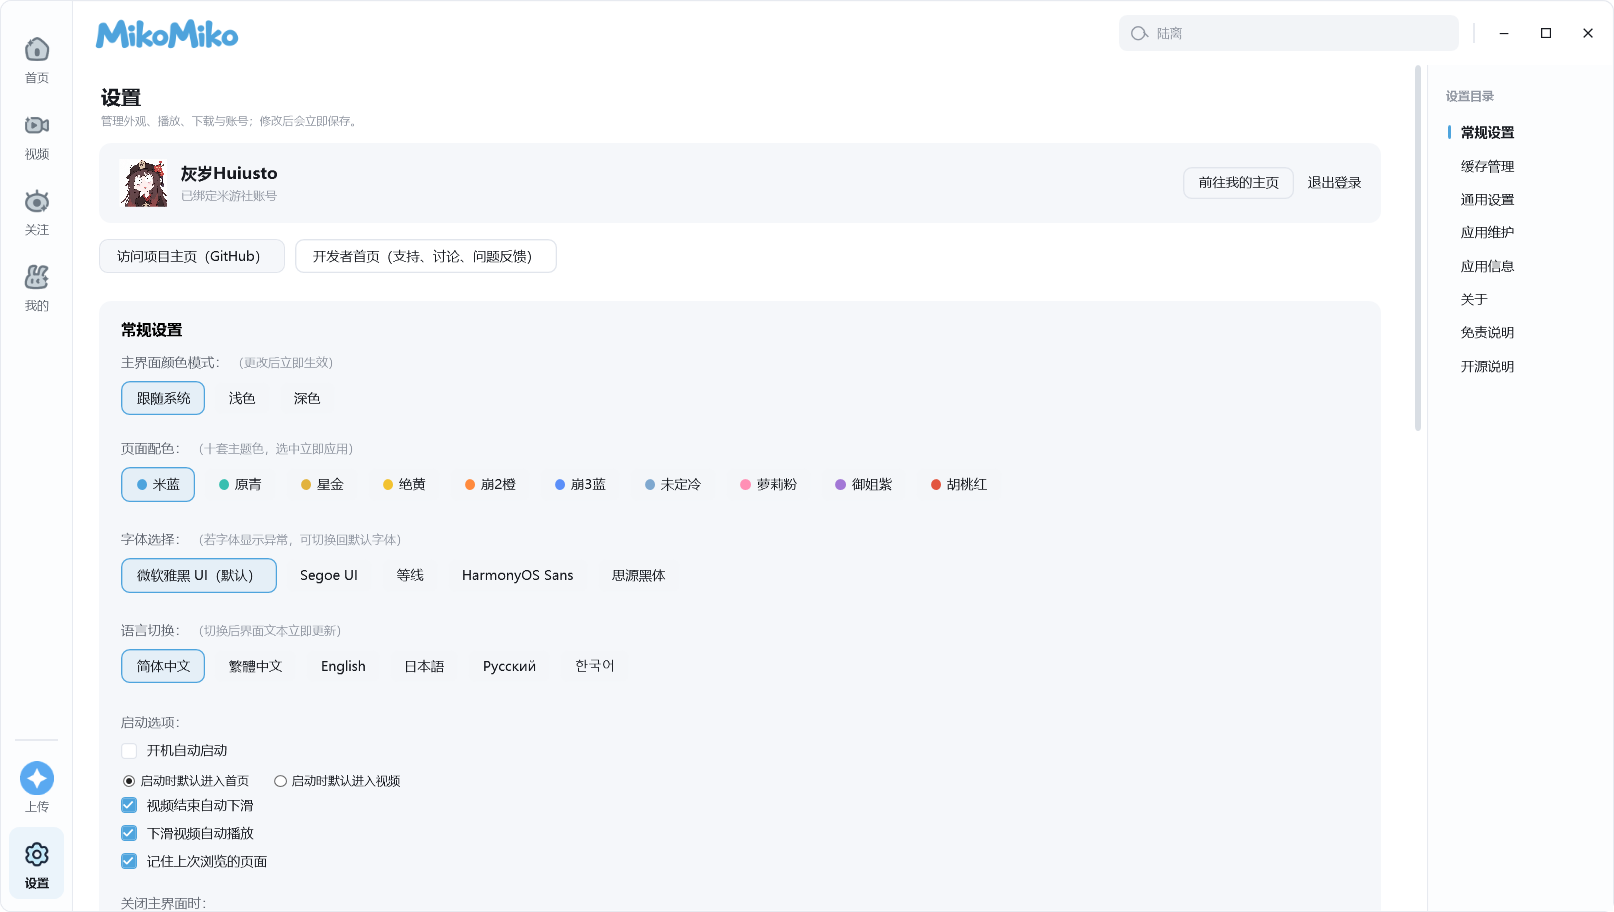 MikoMiko
陆离
首页
视频
关注
我的
上传
设置
设置
管理外观、播放、下载与账号；修改后会立即保存。
灰岁Huiusto
已绑定米游社账号
前往我的主页
退出登录
访问项目主页（GitHub）
开发者首页（支持、讨论、问题反馈）
常规设置
主界面颜色模式： （更改后立即生效）
跟随系统 浅色 深色
页面配色： （十套主题色，选中立即应用）
米蓝 原青 星金 绝黄 崩2橙 崩3蓝 未定冷 萝莉粉 御姐紫 胡桃红
字体选择： （若字体显示异常，可切换回默认字体）
微软雅黑 UI（默认） Segoe UI 等线 HarmonyOS Sans 思源黑体
语言切换： （切换后界面文本立即更新）
简体中文 繁體中文 English 日本語 Русский 한국어
启动选项：
开机自动启动
启动时默认进入首页 启动时默认进入视频
视频结束自动下滑
下滑视频自动播放
记住上次浏览的页面
关闭主界面时：
设置目录
常规设置
缓存管理
通用设置
应用维护
应用信息
关于
免责说明
开源说明